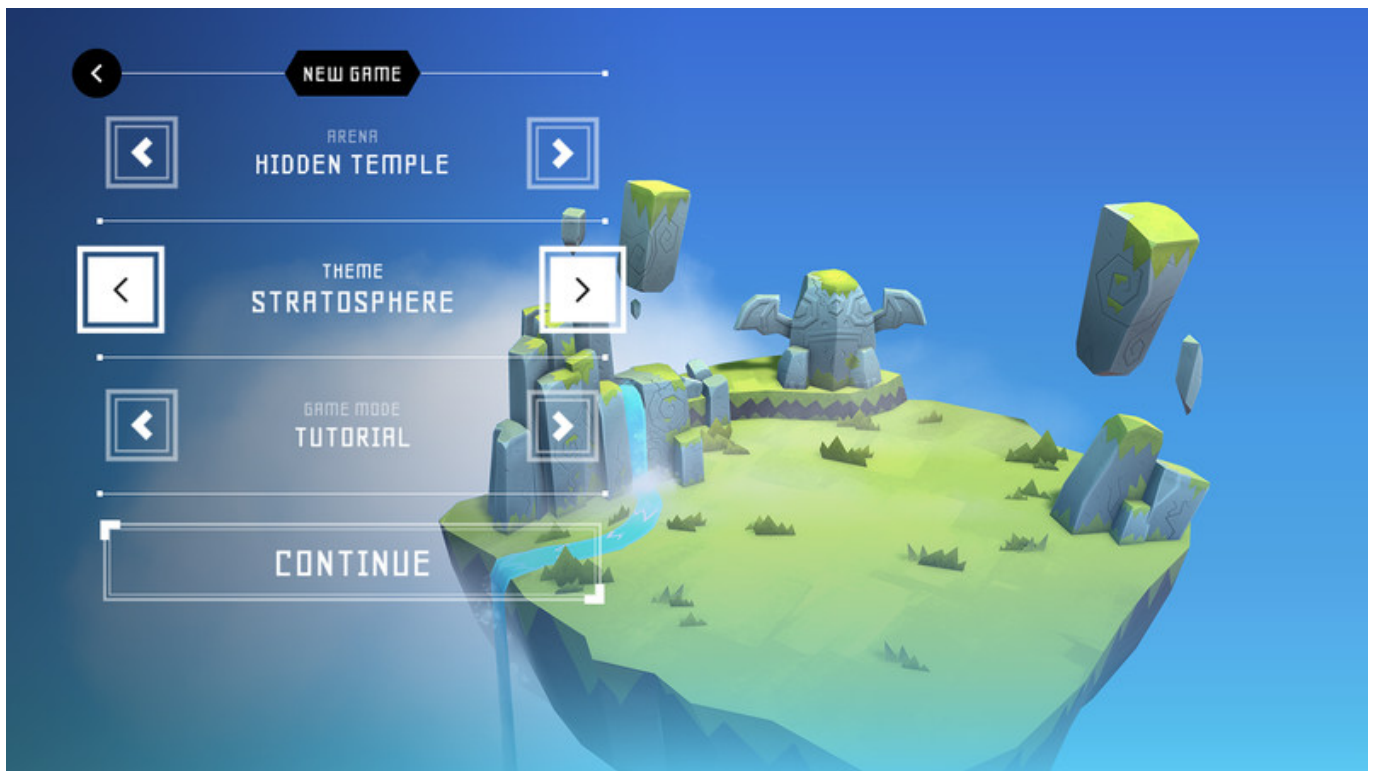 NEW GAME
ARENA
HIDDEN TEMPLE
THEME
STRATOSPHERE
GAME MODE
TUTORIAL
CONTINUE